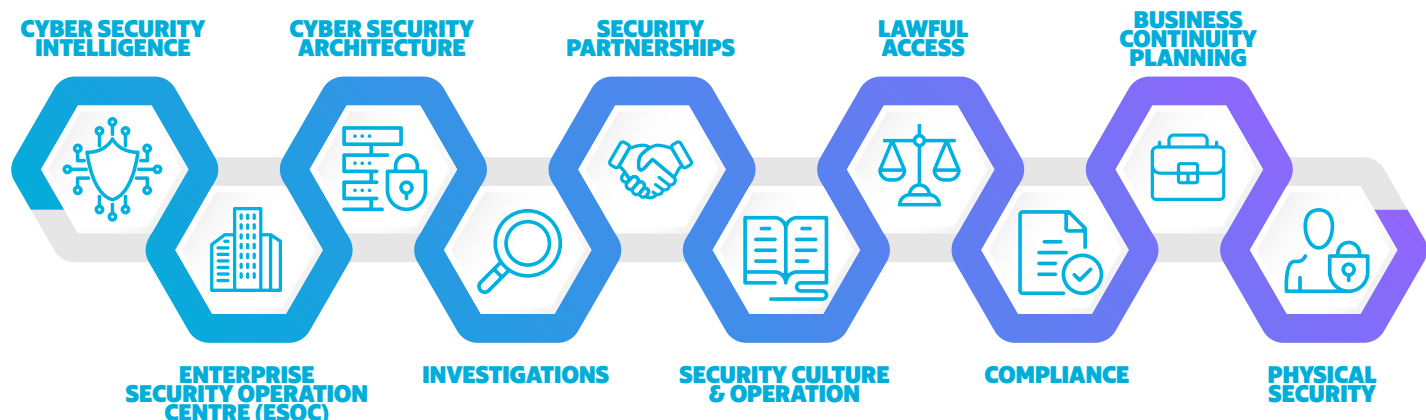 CYBER SECURITY
INTELLIGENCE
CYBER SECURITY
ARCHITECTURE
SECURITY
PARTNERSHIPS
LAWFUL
ACCESS
BUSINESS
CONTINUITY
PLANNING
ENTERPRISE
SECURITY OPERATION
CENTRE (ESOC)
INVESTIGATIONS
SECURITY CULTURE
& OPERATION
COMPLIANCE
PHYSICAL
SECURITY